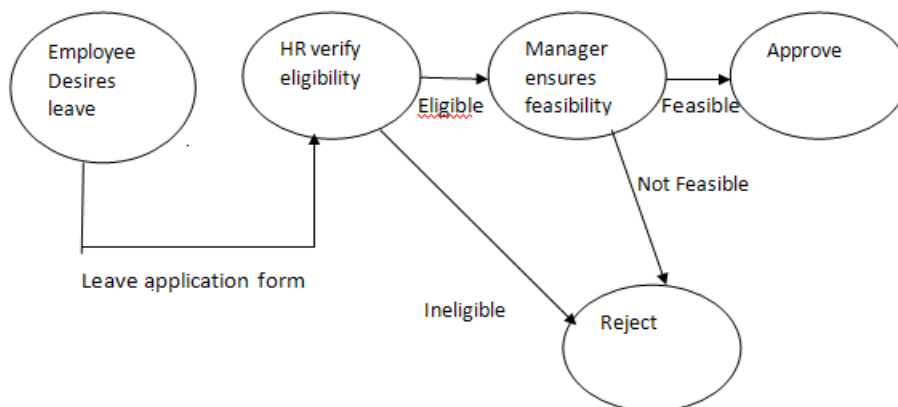 Employee
Desires
leave
HR verify
eligibility
Eligible
Manager
ensures
feasibility
Feasible
Approve
Not Feasible
Leave application form
Ineligible
Reject